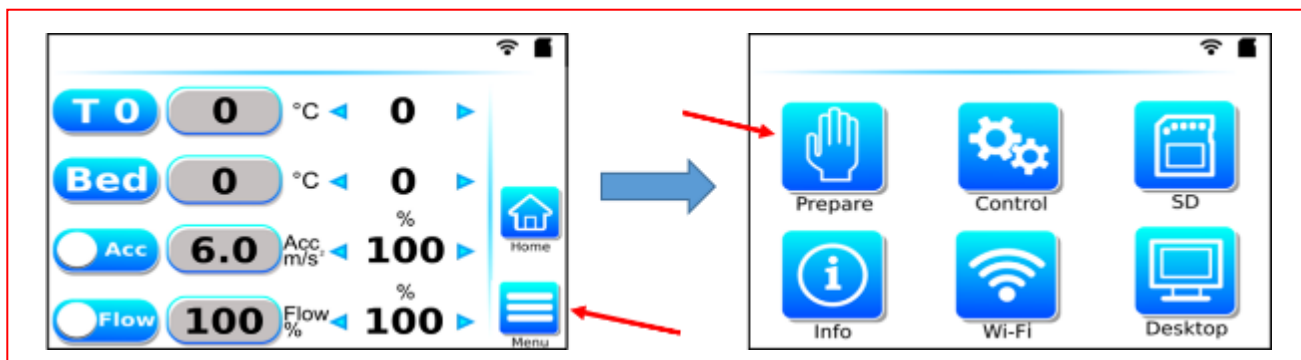 T 0 0 °C 0
Bed 0 °C 0
%
Acc 6.0 Acc m/s² 100
Home
%
Flow 100 Flow % 100
Menu
Prepare Control SD
Info Wi-Fi Desktop